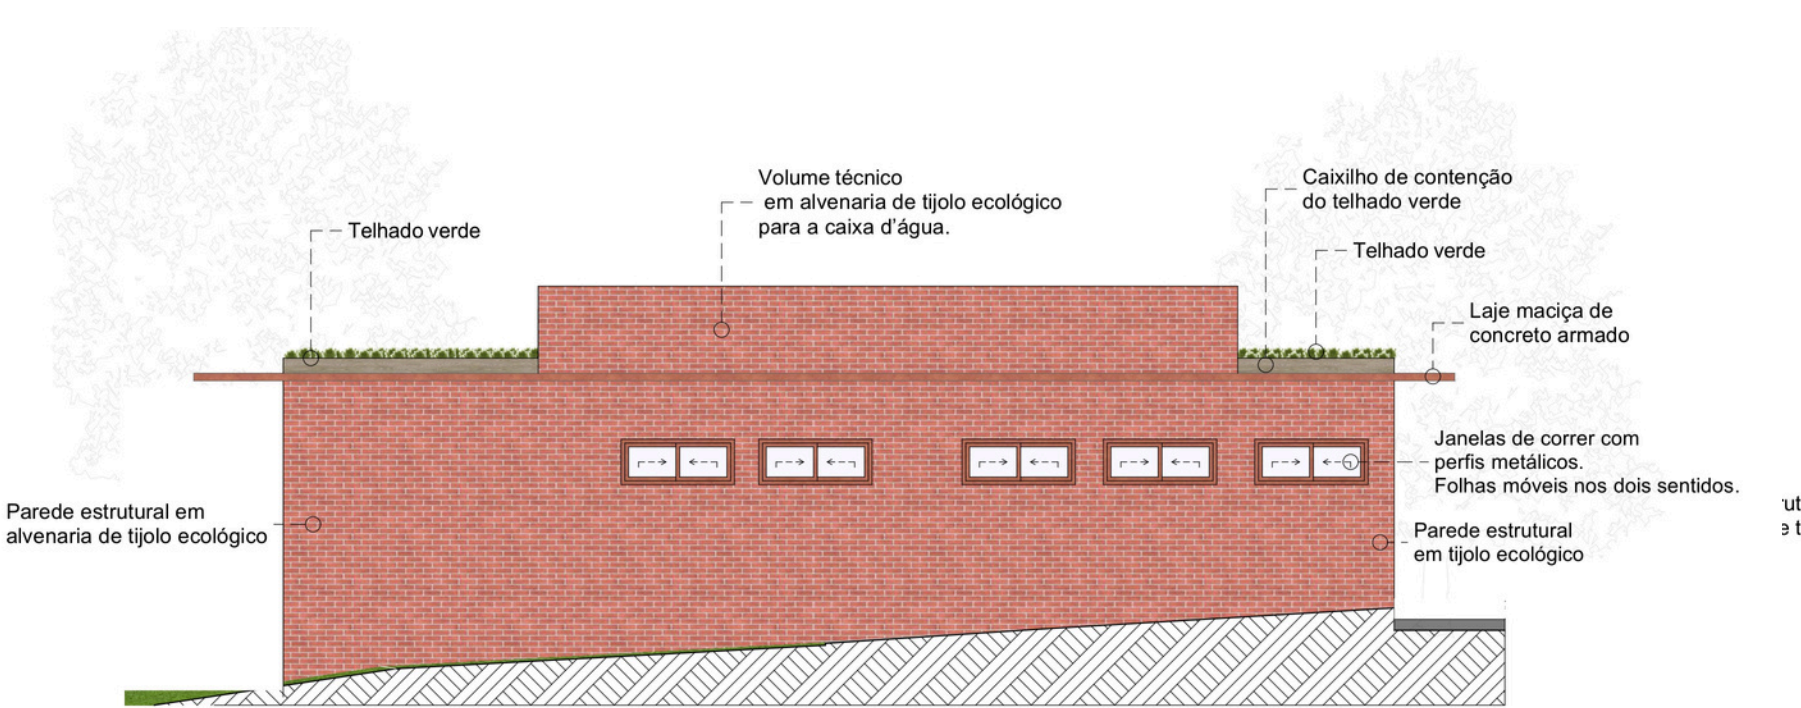 Volume técnico
em alvenaria de tijolo ecológico
para a caixa d'água.
Caixilho de contenção
do telhado verde
Telhado verde
Telhado verde
Laje maciça de
concreto armado
Janelas de correr com
perfis metálicos.
Folhas móveis nos dois sentidos.
Parede estrutural em
alvenaria de tijolo ecológico
Parede estrutural
em tijolo ecológico